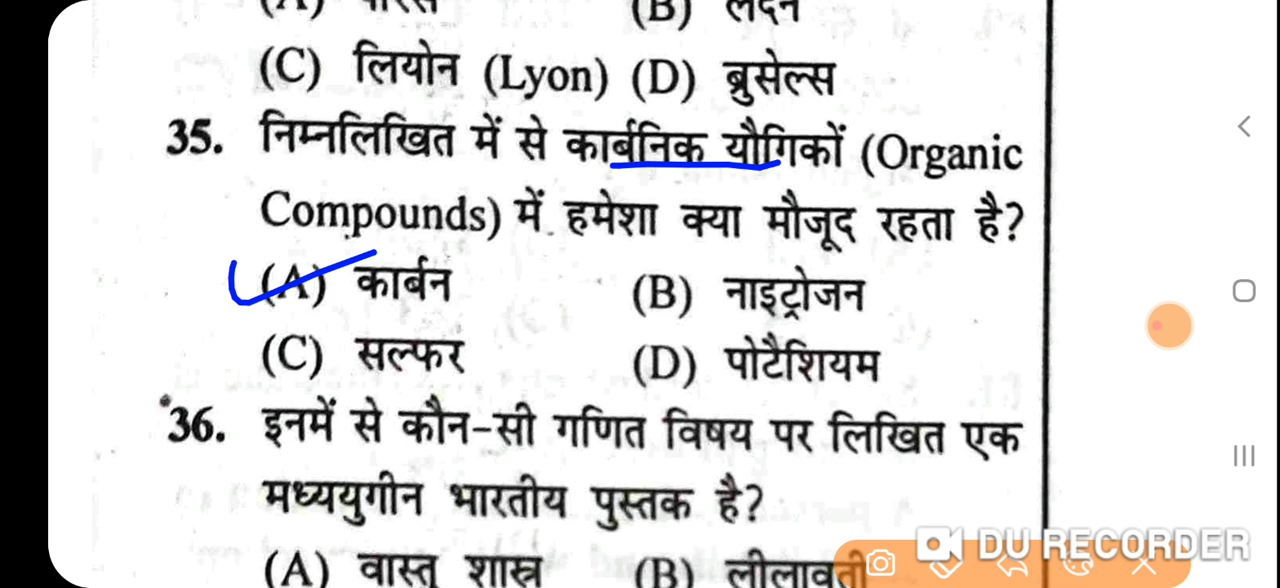 (A) पेरिस (B) लंदन
(C) लियोन (Lyon) (D) ब्रुसेल्स
35. निम्नलिखित में से कार्बनिक यौगिकों (Organic
Compounds) में हमेशा क्या मौजूद रहता है?
(A) कार्बन (B) नाइट्रोजन
(C) सल्फर (D) पोटैशियम
36. इनमें से कौन-सी गणित विषय पर लिखित एक
मध्ययुगीन भारतीय पुस्तक है?
(A) वास्तु शास्त्र (B) लीलावती
DU RECORDER